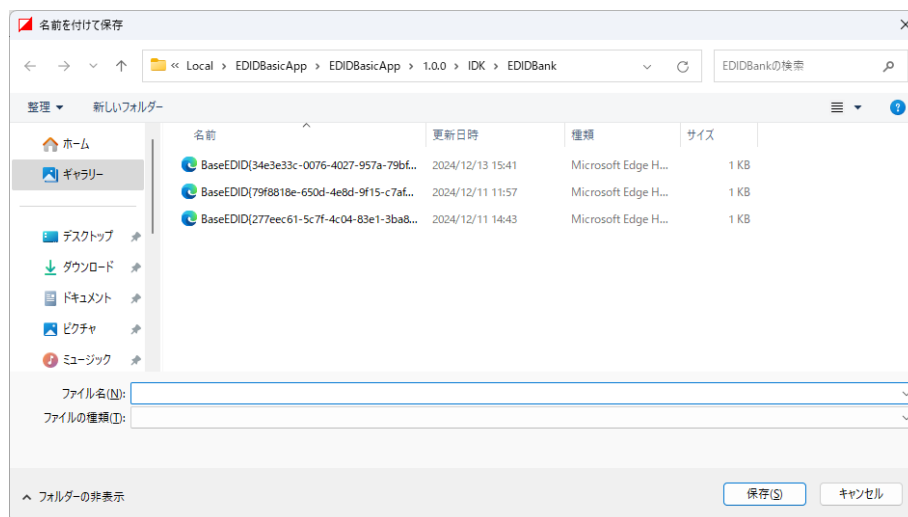 名前を付けて保存
« Local › EDIDBasicApp › EDIDBasicApp › 1.0.0 › IDK › EDIDBank
EDIDBankの検索
整理 新しいフォルダー
名前 更新日時 種類 サイズ
ホーム
ギャラリー
BaseEDID{34e3e33c-0076-4027-957a-79bf... 2024/12/13 15:41 Microsoft Edge H... 1 KB
BaseEDID{79f8818e-650d-4e8d-9f15-c7af... 2024/12/11 11:57 Microsoft Edge H... 1 KB
BaseEDID{277eec61-5c7f-4c04-83e1-3ba8... 2024/12/11 14:43 Microsoft Edge H... 1 KB
デスクトップ
ダウンロード
ドキュメント
ピクチャ
ミュージック
ファイル名(N):
ファイルの種類(T):
フォルダーの非表示
保存(S) キャンセル